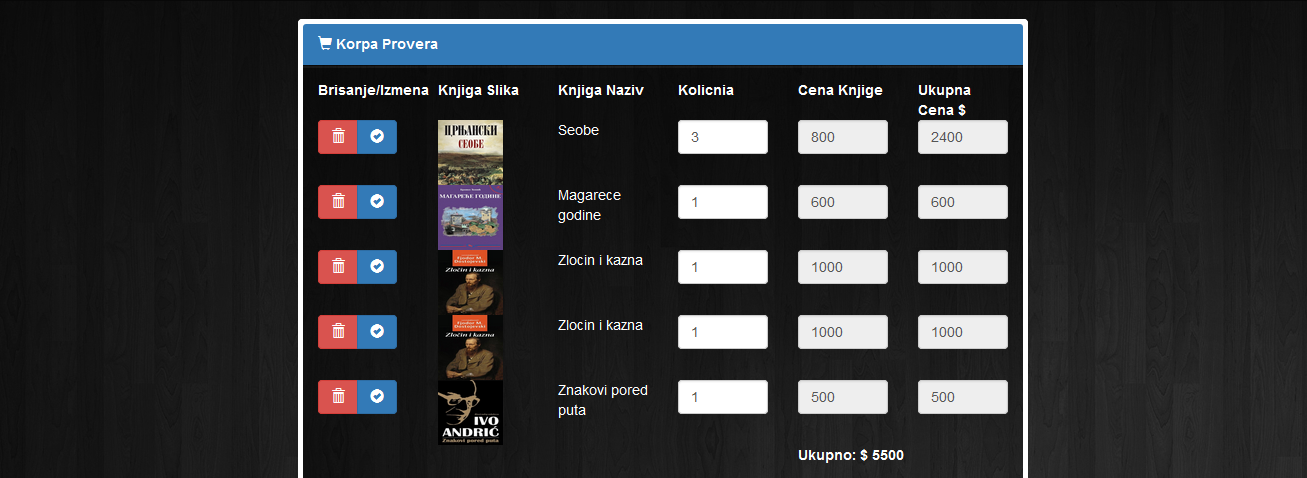 Korpa Provera
Brisanje/Izmena Knjiga Slika Knjiga Naziv Kolicnia Cena Knjige Ukupna
Cena $
ЦРЊАНСКИ
СЕОБЕ
Seobe 3 800 2400
МАГАРЕЋЕ ГОДИНЕ
Magarece 1 600 600
godine
Fjodor M.
Dostojevski
Zločin i kazna
Zlocin i kazna 1 1000 1000
Fjodor M.
Dostojevski
Zločin i kazna
Zlocin i kazna 1 1000 1000
Znakovi pored 1 500 500
puta
IVO
ANDRIĆ
Znakovi pored puta
Ukupno: $ 5500